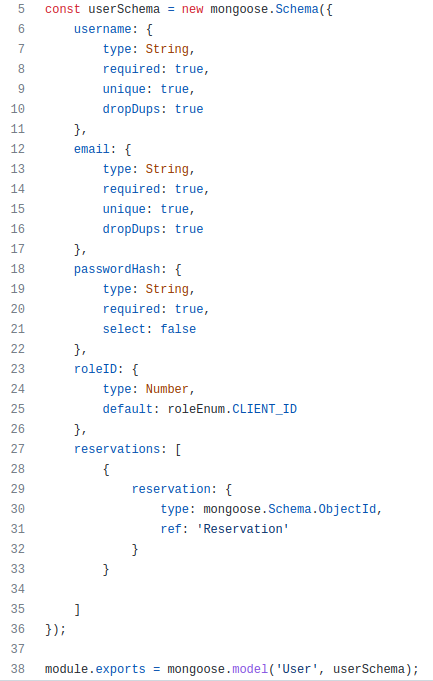 5 const userSchema = new mongoose.Schema({
6     username: {
7         type: String,
8         required: true,
9         unique: true,
10         dropDups: true
11     },
12     email: {
13         type: String,
14         required: true,
15         unique: true,
16         dropDups: true
17     },
18     passwordHash: {
19         type: String,
20         required: true,
21         select: false
22     },
23     roleID: {
24         type: Number,
25         default: roleEnum.CLIENT_ID
26     },
27     reservations: [
28         {
29             reservation: {
30                 type: mongoose.Schema.ObjectId,
31                 ref: 'Reservation'
32             }
33         }
34
35     ]
36 });
37
38 module.exports = mongoose.model('User', userSchema);